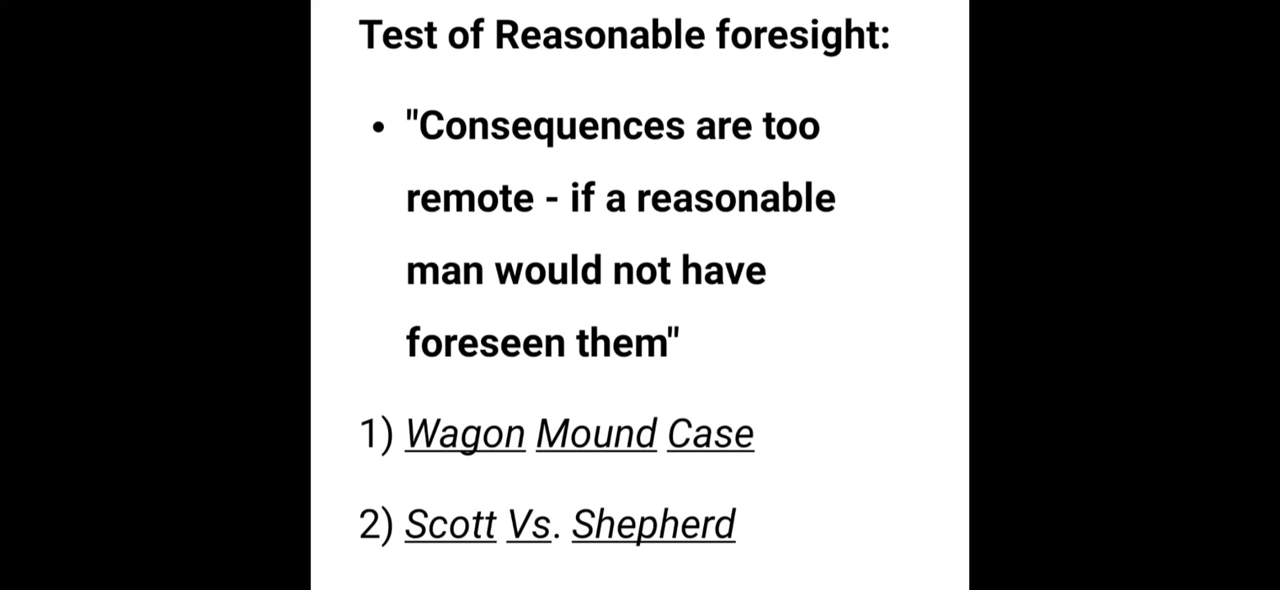 Test of Reasonable foresight:
• "Consequences are too
remote - if a reasonable
man would not have
foreseen them"
1) Wagon Mound Case
2) Scott Vs. Shepherd